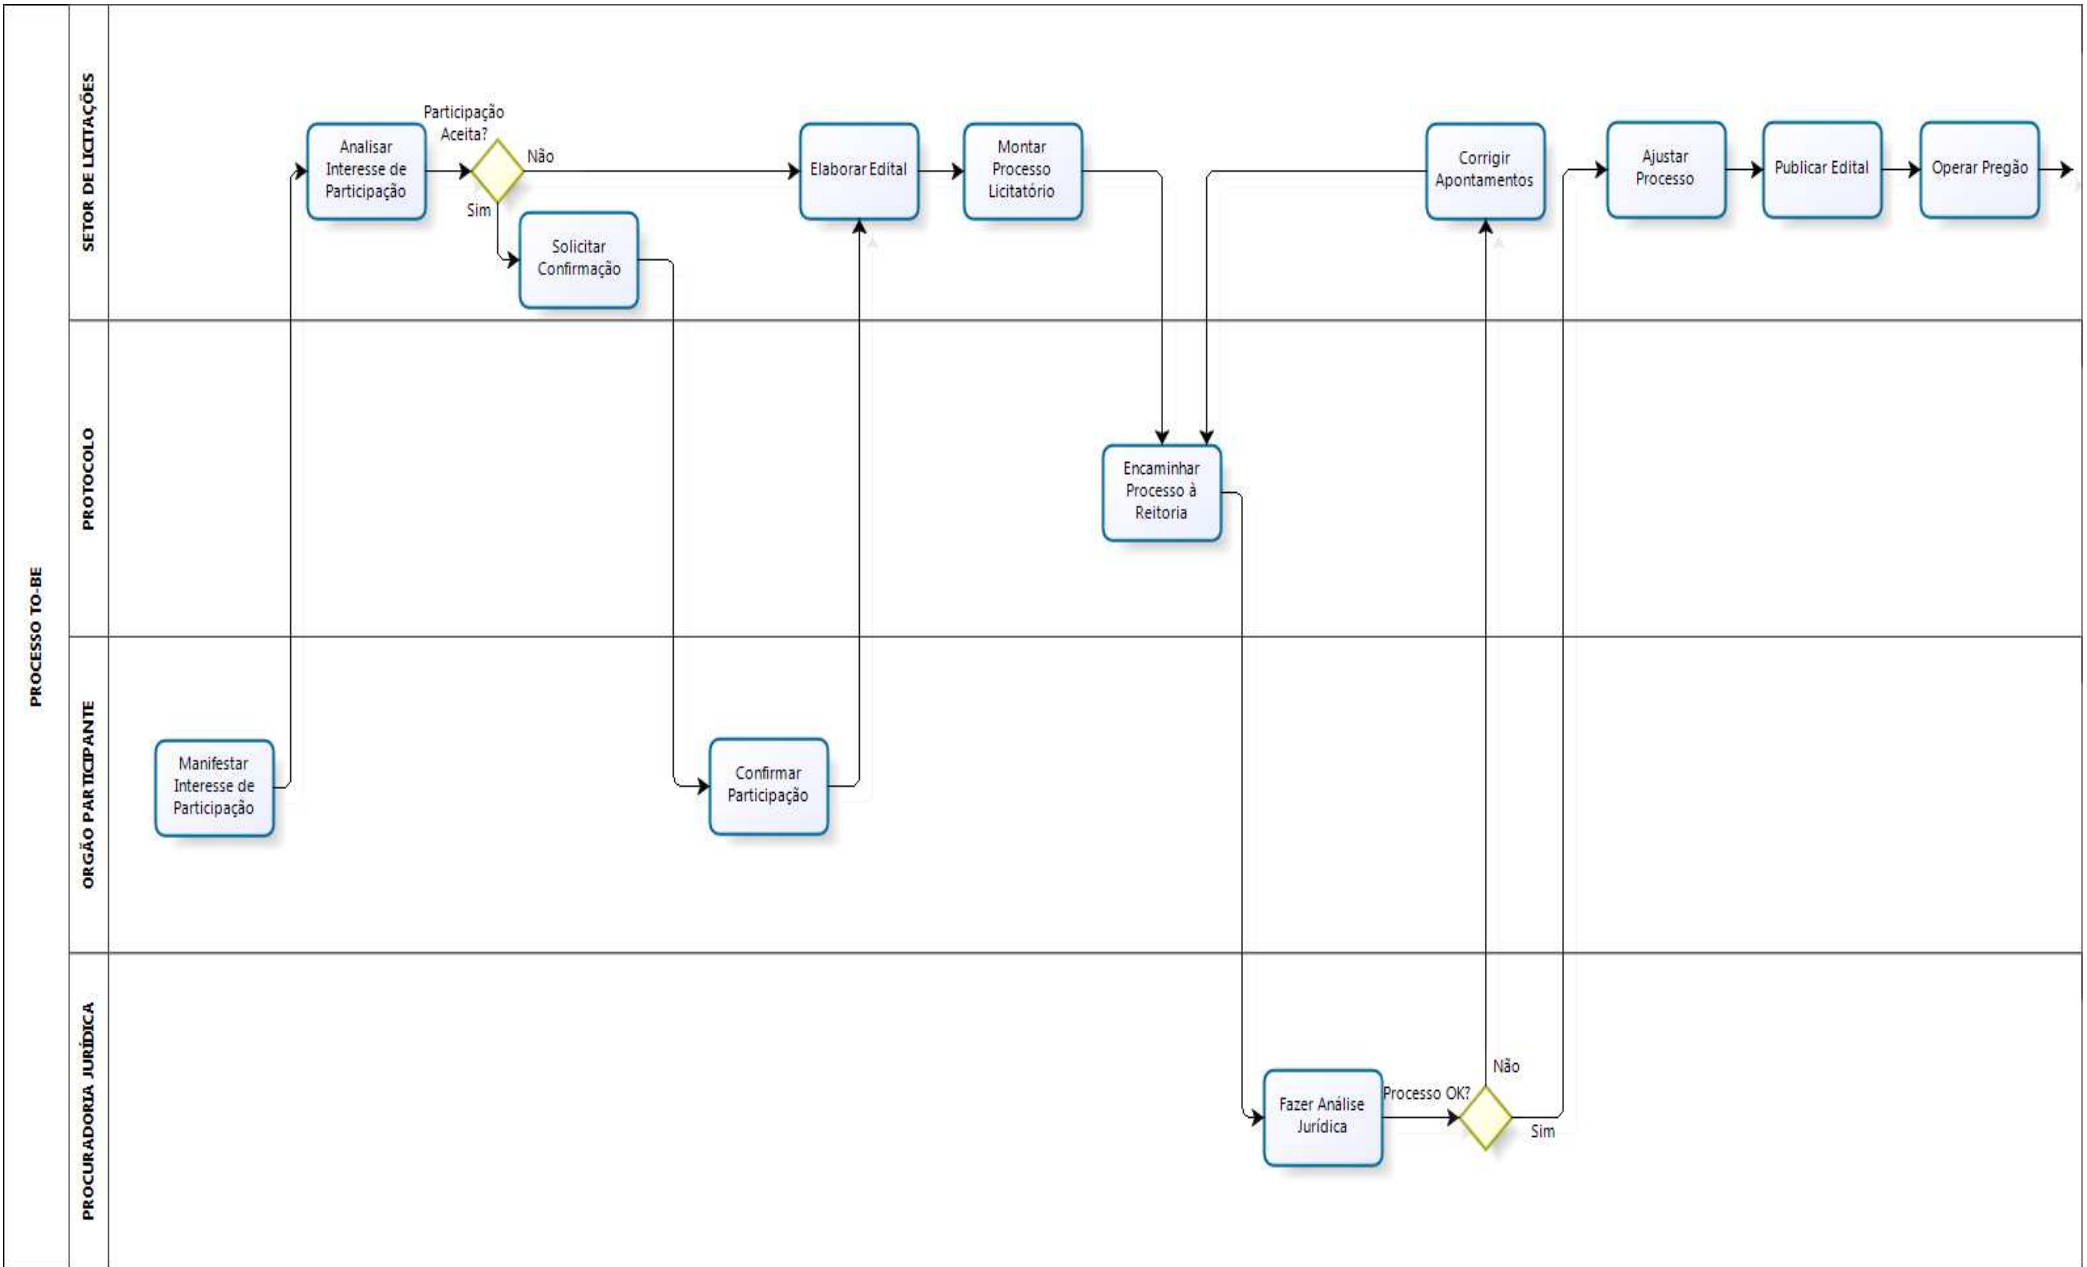 PROCESSO TO-BE
SETOR DE LICITAÇÕES
Participação
Aceita?
Analisar
Interesse de
Participação
Não
Sim
Solicitar
Confirmação
Elaborar Edital
Montar
Processo
Licitatório
Corrigir
Apontamentos
Ajustar
Processo
Publicar Edital
Operar Pregão
PROTOCOLO
Encaminhar
Processo à
Reitoria
ORGÃO PARTICIPANTE
Manifestar
Interesse de
Participação
Confirmar
Participação
PROCURADORIA JURÍDICA
Fazer Análise
Jurídica
Processo OK?
Não
Sim